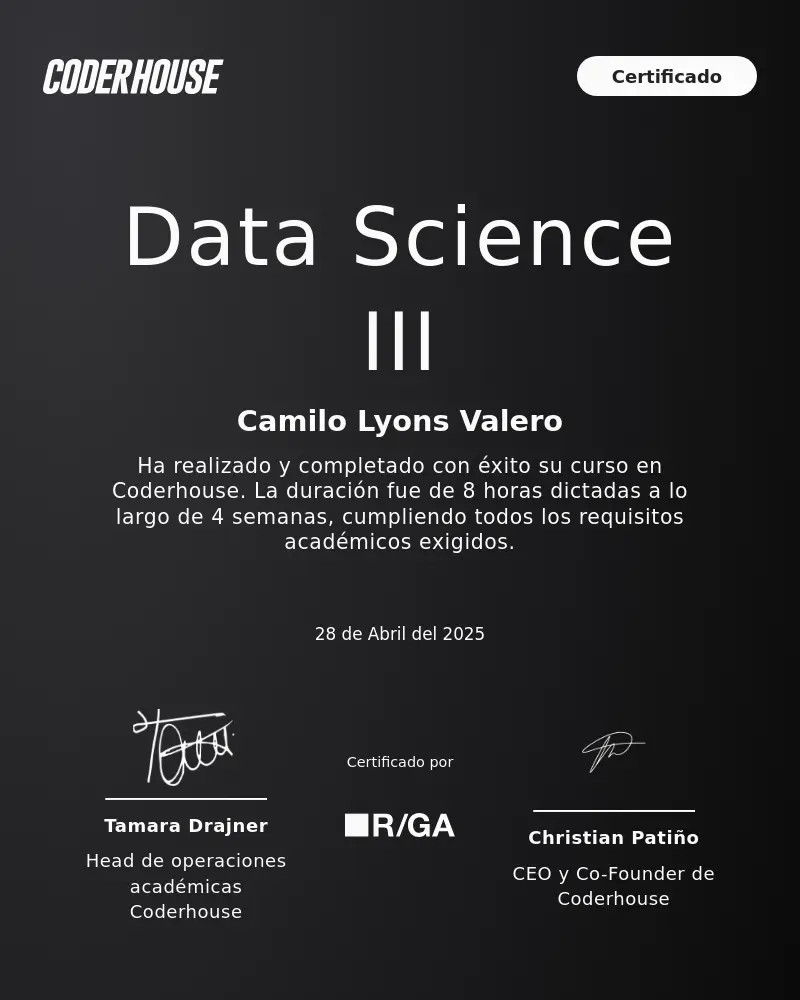 CODERHOUSE
Certificado
Data Science
III
Camilo Lyons Valero
Ha realizado y completado con éxito su curso en
Coderhouse. La duración fue de 8 horas dictadas a lo
largo de 4 semanas, cumpliendo todos los requisitos
académicos exigidos.
28 de Abril del 2025
Certificado por
R/GA
Tamara Drajner
Head de operaciones
académicas
Coderhouse
Christian Patiño
CEO y Co-Founder de
Coderhouse